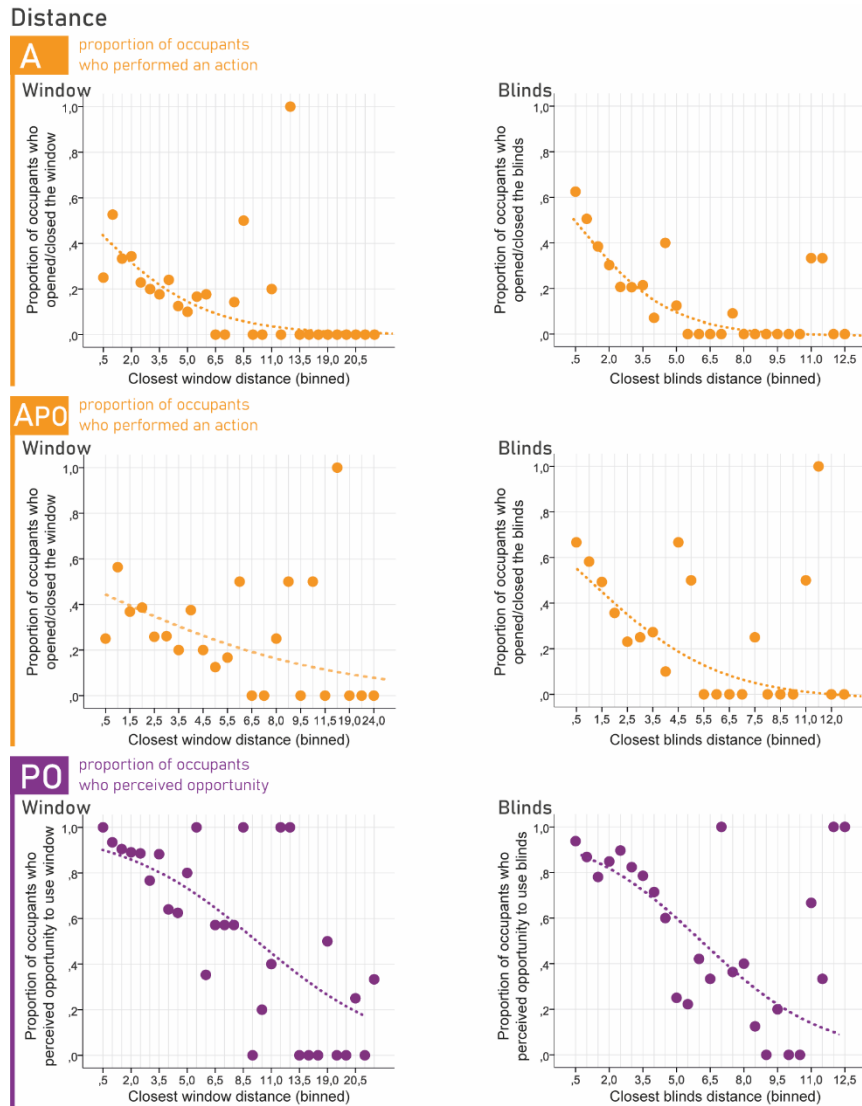 Distance
A
proportion of occupants
who performed an action
Window
Proportion of occupants who
opened/closed the window
1,0
,8
,6
,4
,2
,0
,5 2,0 3,5 5,0 6,5 8,5 11,0 13,5 19,0 20,5
Closest window distance (binned)
Blinds
Proportion of occupants who
opened/closed the blinds
1,0
,8
,6
,4
,2
,0
,5 2.0 3,5 5.0 6,5 8.0 9,5 11.0 12,5
Closest blinds distance (binned)
APO
proportion of occupants
who performed an action
Window
Proportion of occupants who
opened/closed the window
1,0
,8
,6
,4
,2
,0
,5 1,5 2,5 3,5 4,5 5,5 8,0 9,5 11,5 19,0 24,0
Closest window distance (binned)
Blinds
Proportion of occupants who
opened/closed the blinds
1,0
,8
,6
,4
,2
,0
,5 1,5 2,5 3,5 4,5 5,5 6,5 8,0 9,5 11,0 12,0
Closest blinds distance (binned)
PO
proportion of occupants
who perceived opportunity
Window
Proportion of occupants who
perceived opportunity to use window
1,0
,8
,6
,4
,2
,0
,5 2,0 3,5 5,0 6,5 8,5 11,0 13,5 19,0 20,5
Closest window distance (binned)
Blinds
Proportion of occupants who
perceived opportunity to use blinds
1,0
,8
,6
,4
,2
,0
,5 2,0 3,5 5,0 6,5 8,0 9,5 11,0 12,5
Closest blinds distance (binned)